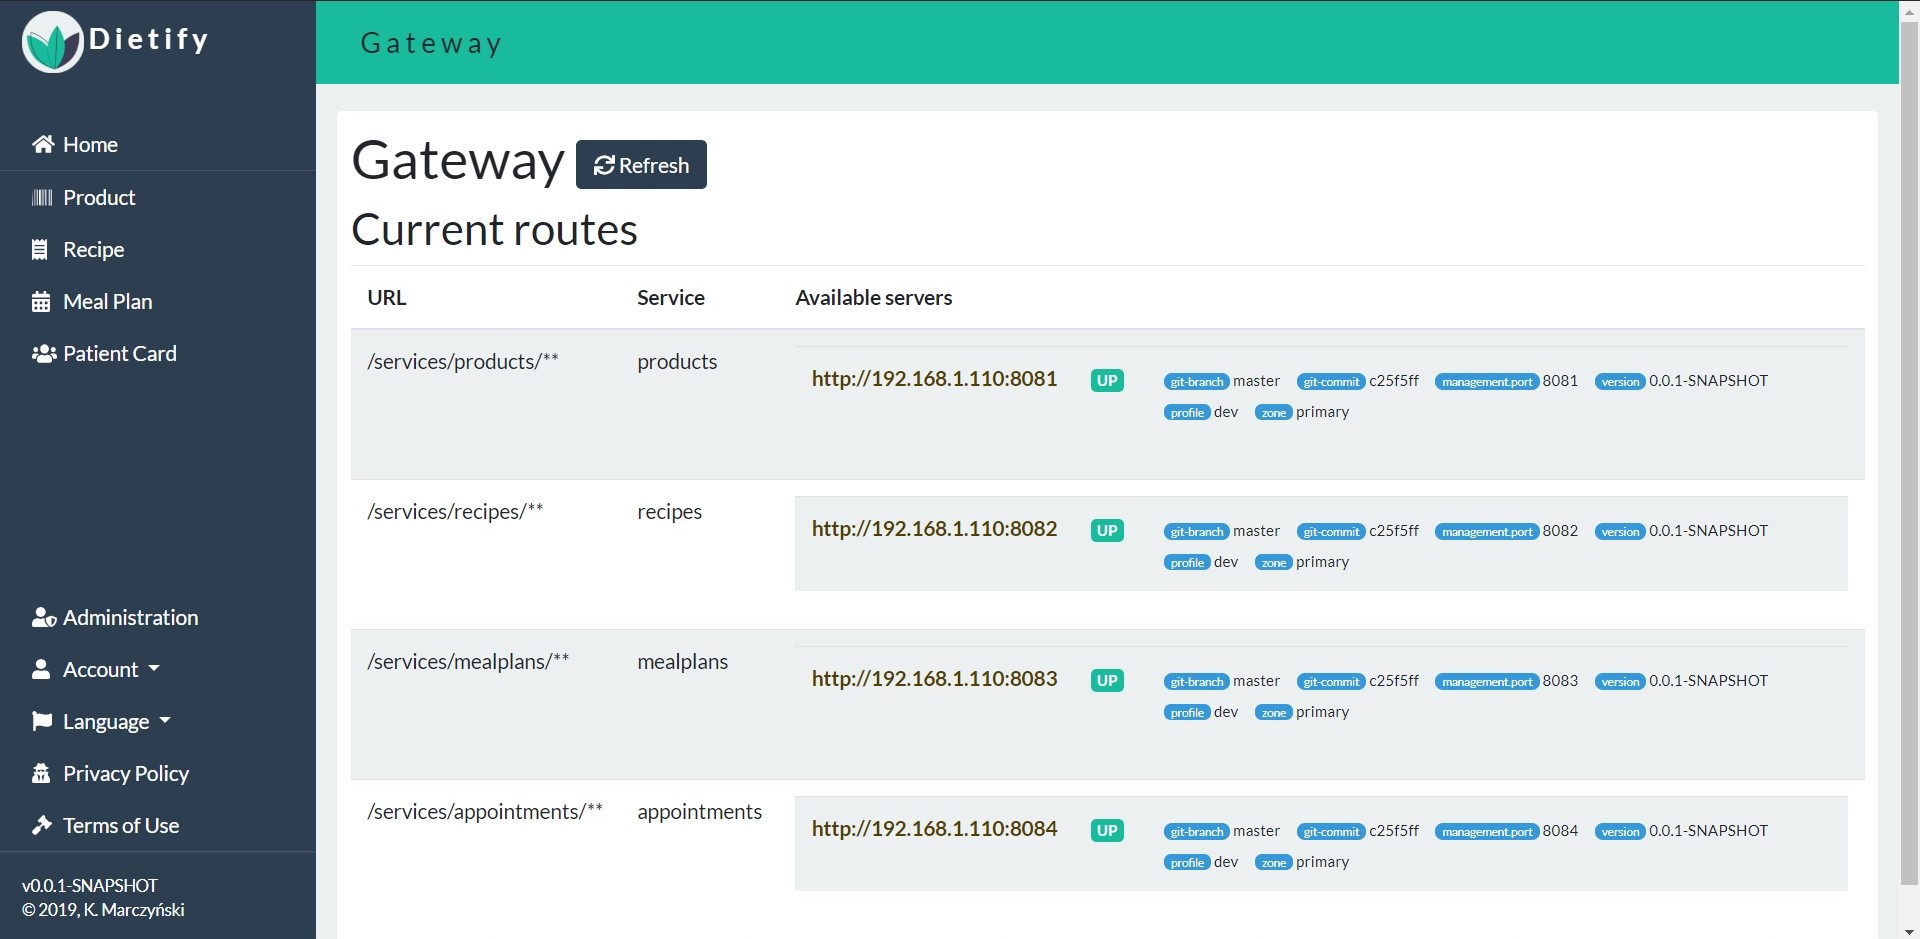 Dietify
Home
Product
Recipe
Meal Plan
Patient Card
Administration
Account
Language
Privacy Policy
Terms of Use
v0.0.1-SNAPSHOT
© 2019, K. Marczyński
Gateway
Gateway Refresh
Current routes
URL Service Available servers
/services/products/** products http://192.168.1.110:8081 UP git-branch master git-commit c25f5ff management.port 8081 version 0.0.1-SNAPSHOT
profile dev zone primary
/services/recipes/** recipes http://192.168.1.110:8082 UP git-branch master git-commit c25f5ff management.port 8082 version 0.0.1-SNAPSHOT
profile dev zone primary
/services/mealplans/** mealplans http://192.168.1.110:8083 UP git-branch master git-commit c25f5ff management.port 8083 version 0.0.1-SNAPSHOT
profile dev zone primary
/services/appointments/** appointments http://192.168.1.110:8084 UP git-branch master git-commit c25f5ff management.port 8084 version 0.0.1-SNAPSHOT
profile dev zone primary